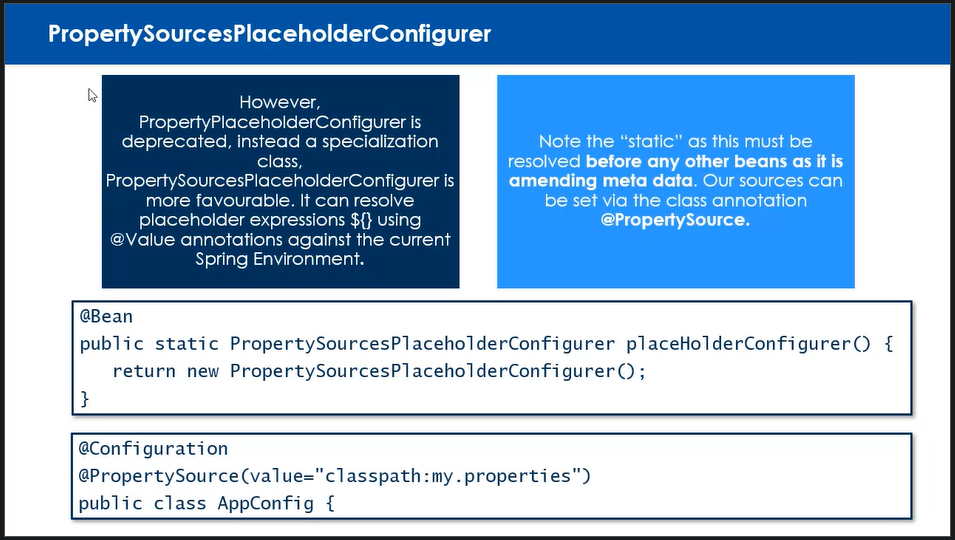 PropertySourcesPlaceholderConfigurer
However,
PropertyPlaceholderConfigurer is
deprecated, instead a specialization
class,
PropertySourcesPlaceholderConfigurer is
more favourable. It can resolve
placeholder expressions ${} using
@Value annotations against the current
Spring Environment.
Note the “static” as this must be
resolved before any other beans as it is
amending meta data. Our sources can
be set via the class annotation
@PropertySource.
@Bean
public static PropertySourcesPlaceholderConfigurer placeHolderConfigurer() {
   return new PropertySourcesPlaceholderConfigurer();
}
@Configuration
@PropertySource(value="classpath:my.properties")
public class AppConfig {